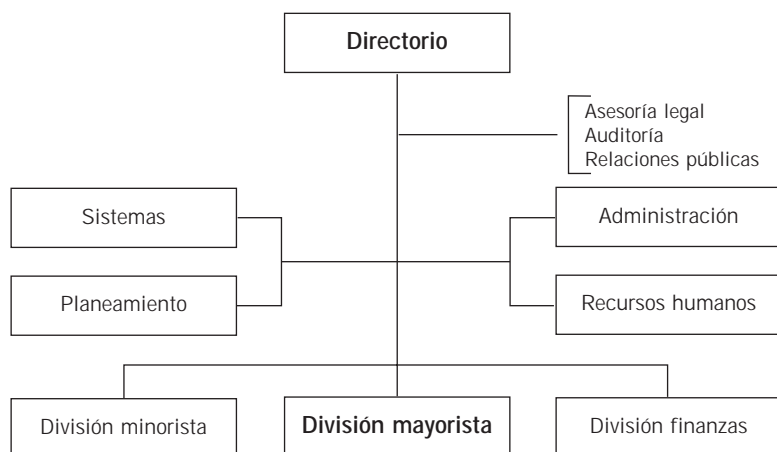 Directorio
Asesoría legal
Auditoría
Relaciones públicas
Sistemas
Administración
Planeamiento
Recursos humanos
División minorista
División mayorista
División finanzas